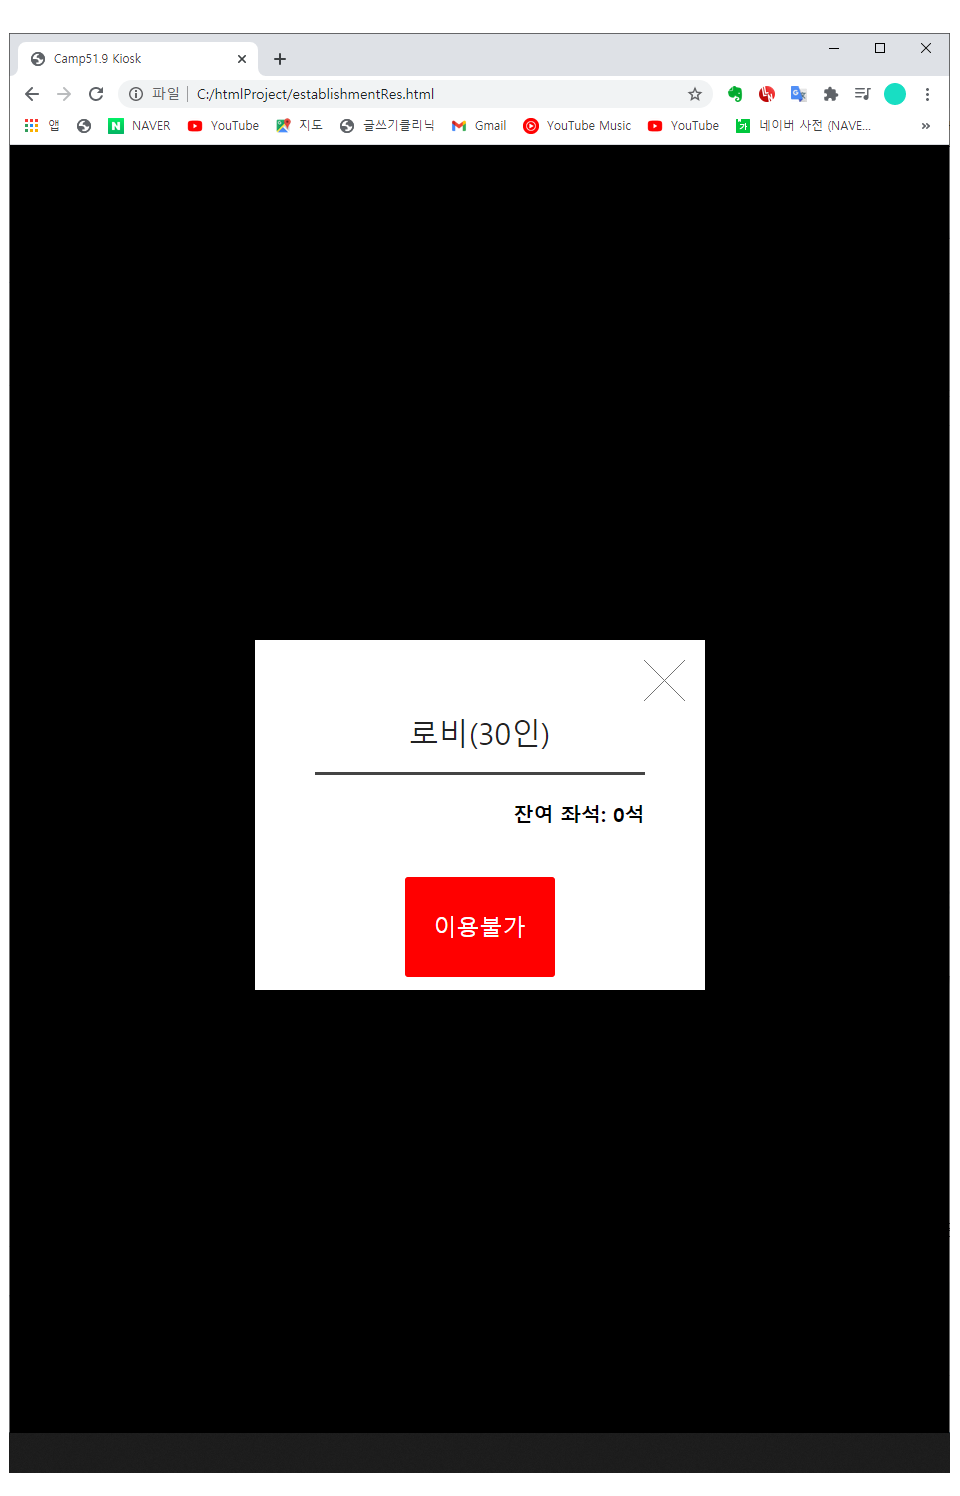 Camp51.9 Kiosk
파일 C:/htmlProject/establishmentRes.html
앱 NAVER YouTube 지도 글쓰기클리닉 Gmail YouTube Music YouTube 네이버 사전 (NAVE...
로비(30인)
잔여 좌석: 0석
이용불가